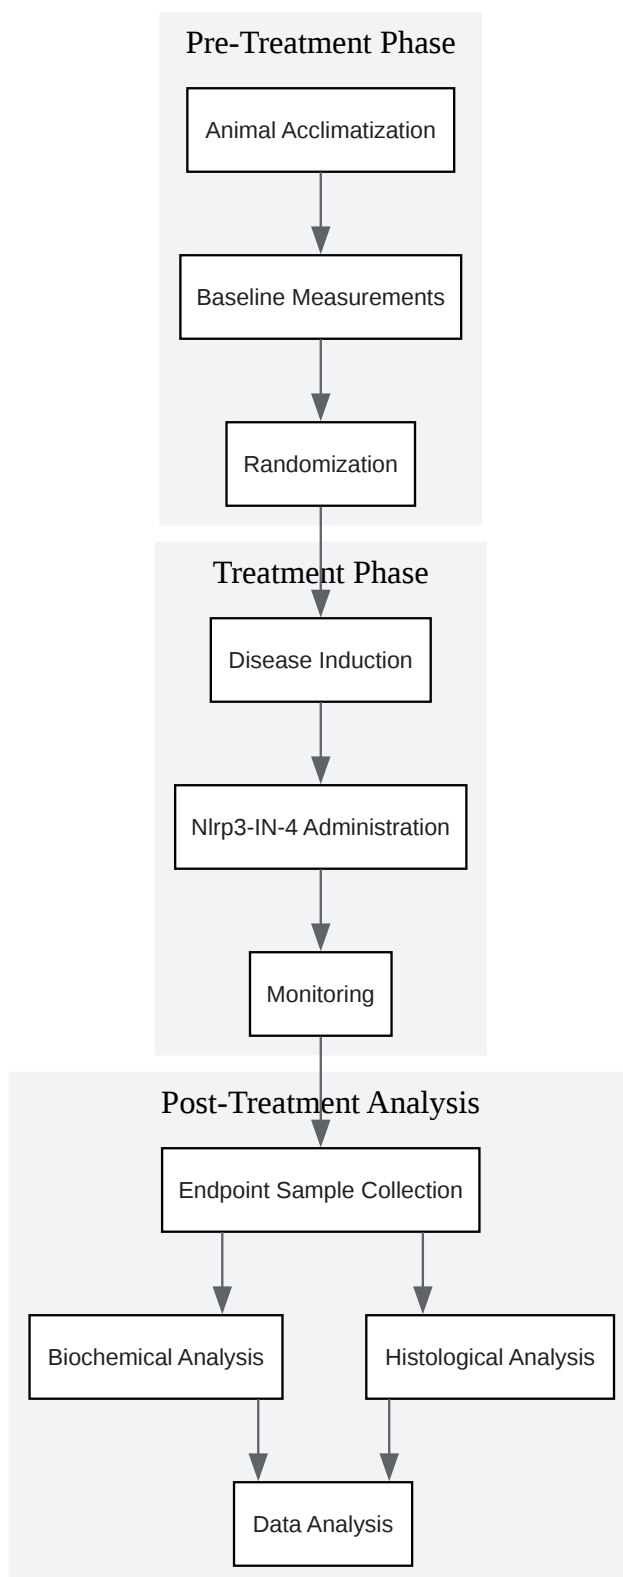 Pre-Treatment Phase
Animal Acclimatization
Baseline Measurements
Randomization
Treatment Phase
Disease Induction
Nlrp3-IN-4 Administration
Monitoring
Post-Treatment Analysis
Endpoint Sample Collection
Biochemical Analysis
Histological Analysis
Data Analysis